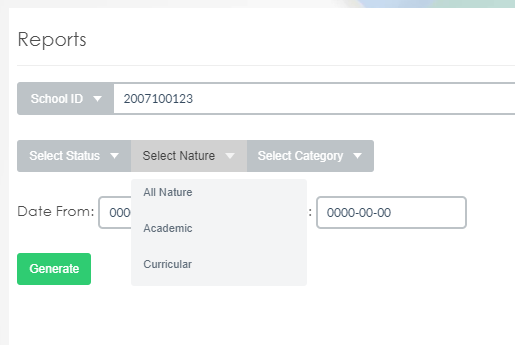 Reports
School ID 2007100123
Select Status Select Nature Select Category
All Nature
Date From: 000 : 0000-00-00
Academic
Curricular
Generate